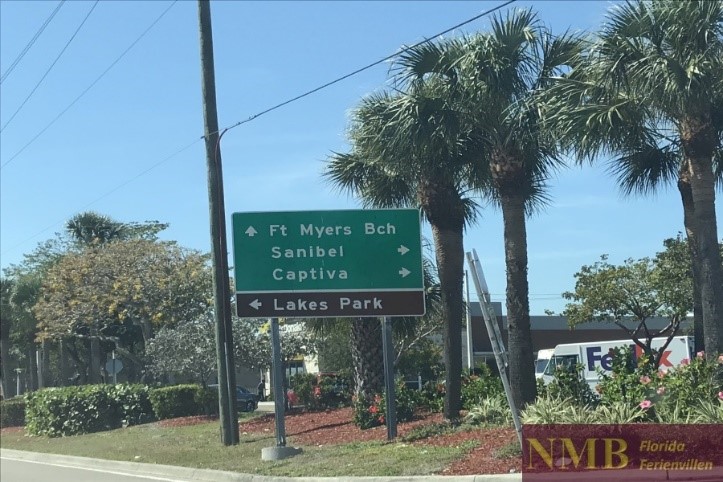 Ft Myers Bch
Sanibel
Captiva
Lakes Park
FedEx
NMB Florida
Ferienvillen